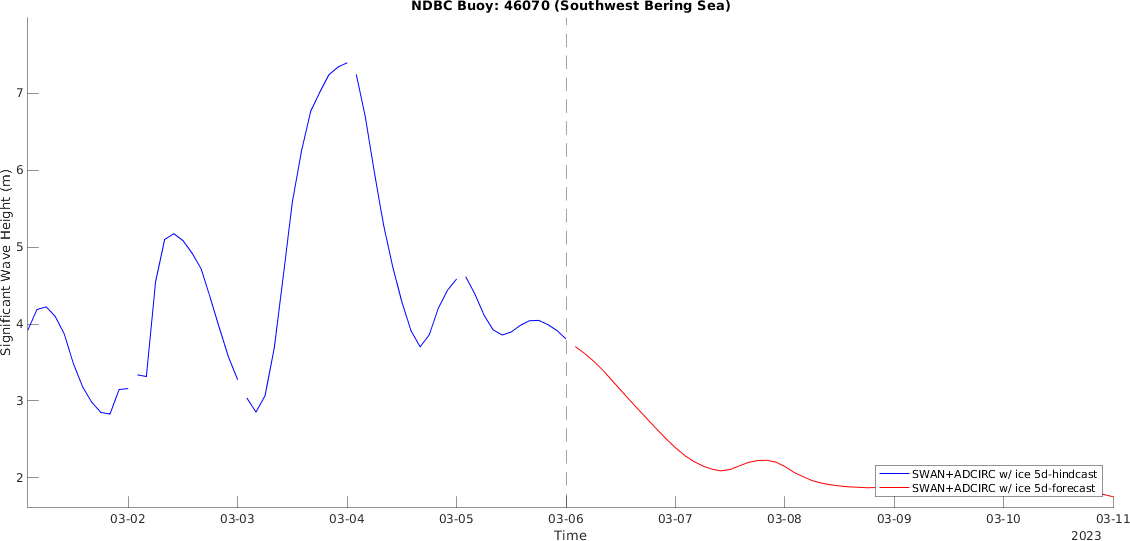 NDBC Buoy: 46070 (Southwest Bering Sea)
Significant Wave Height (m)
7
6
5
4
3
2
SWAN+ADCIRC w/ ice 5d-hindcast
SWAN+ADCIRC w/ ice 5d-forecast
03-02 03-03 03-04 03-05 03-06 03-07 03-08 03-09 03-10 03-11
Time
2023